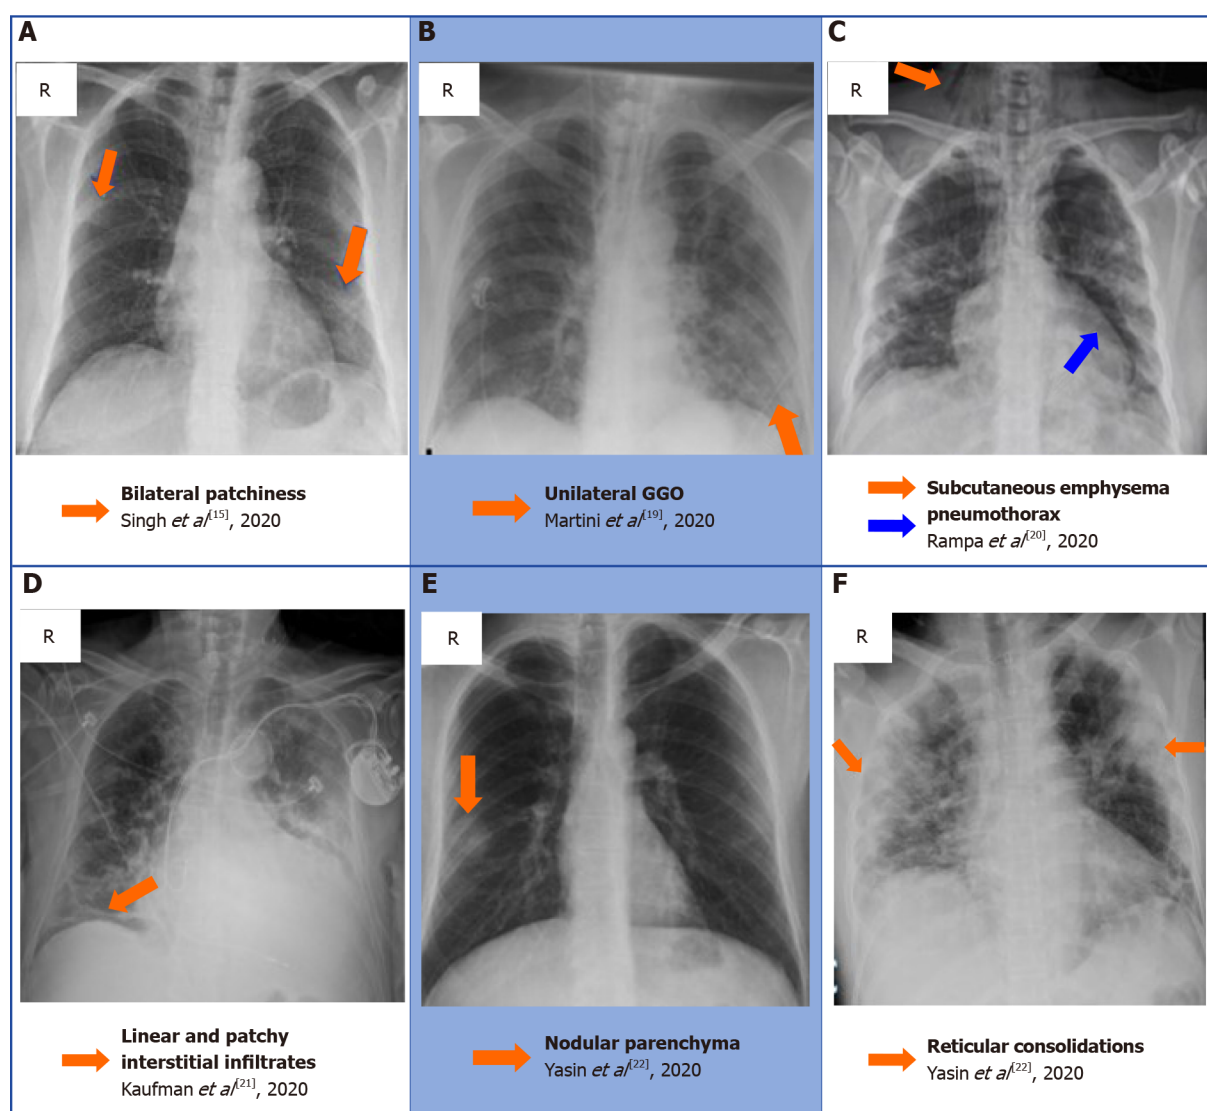 A
B
C
R
R
R
Bilateral patchiness
Singh et al[15], 2020
Unilateral GGO
Martini et al[19], 2020
Subcutaneous emphysema
pneumothorax
Rampa et al[20], 2020
D
E
F
R
R
R
Linear and patchy
interstitial infiltrates
Kaufman et al[21], 2020
Nodular parenchyma
Yasin et al[22], 2020
Reticular consolidations
Yasin et al[22], 2020